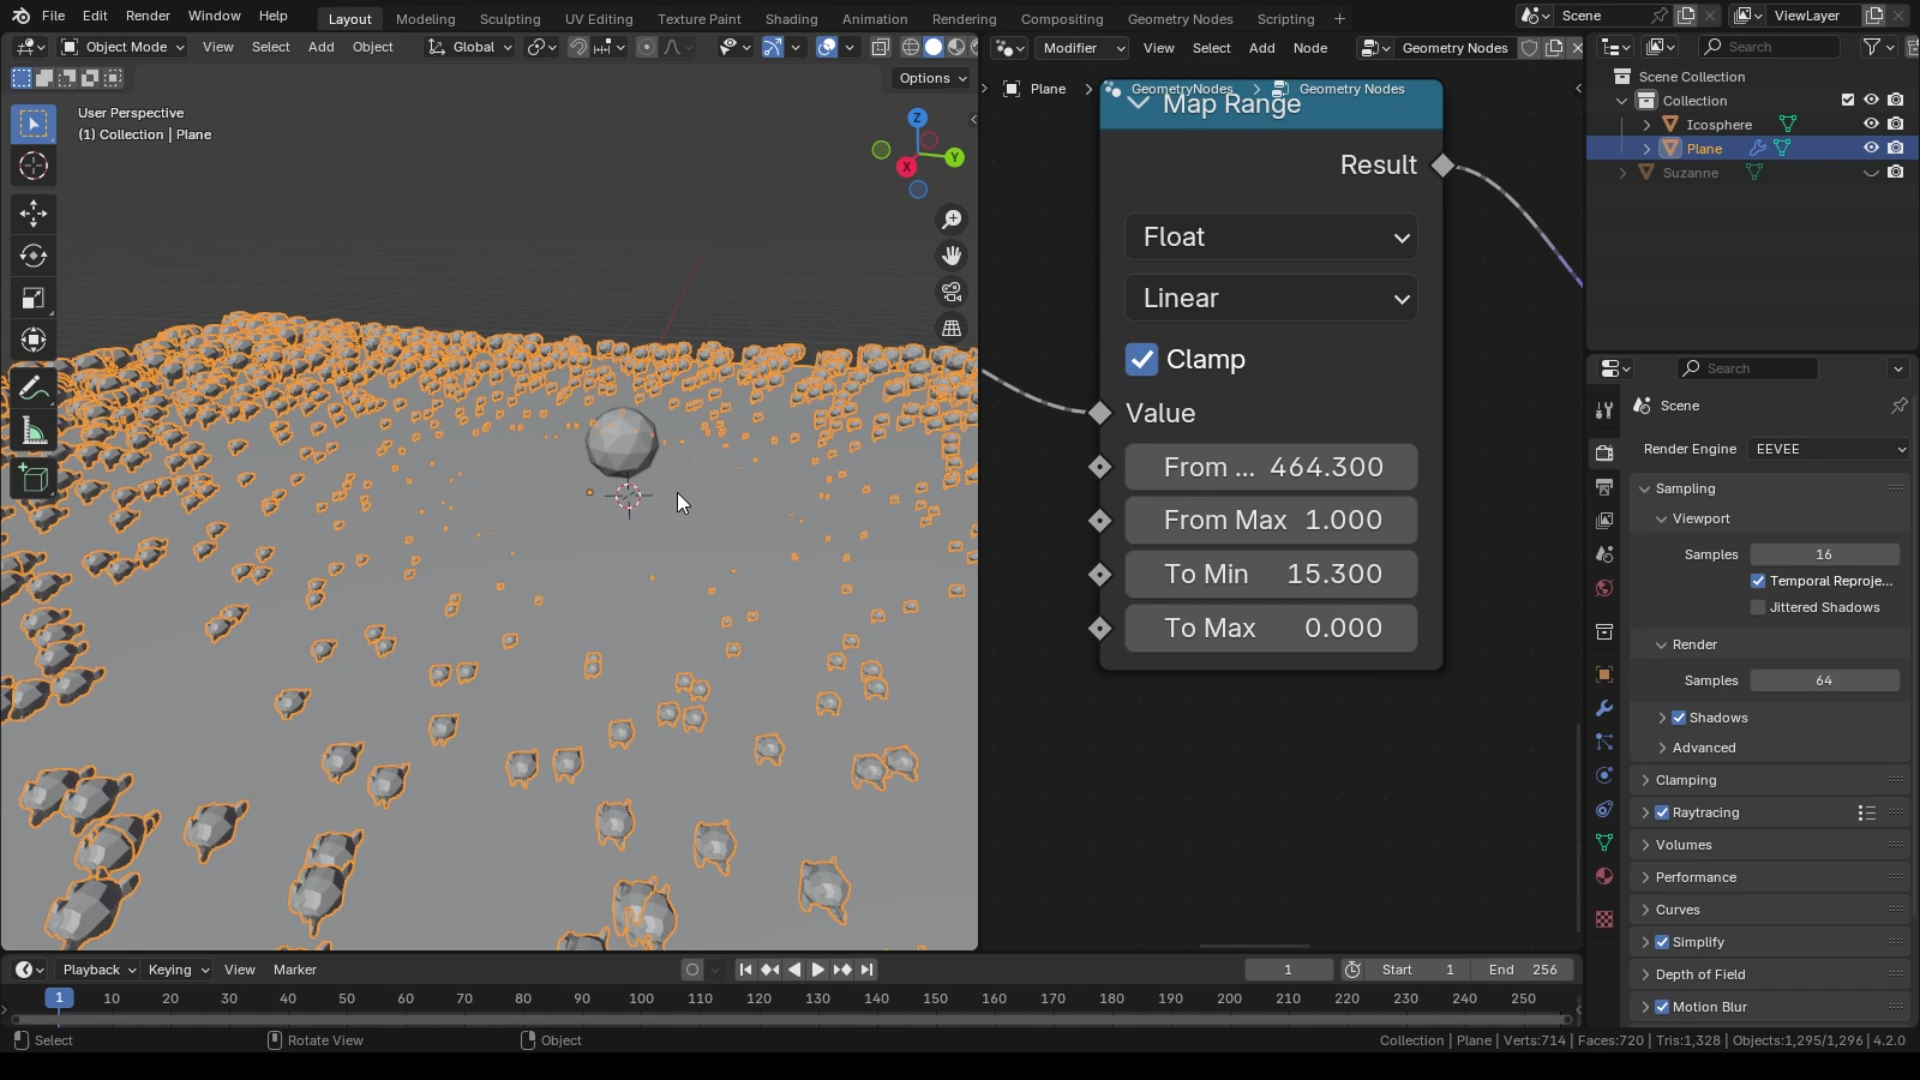 File Edit Render Window Help Layout Modeling Sculpting UV Editing Texture Paint Shading Animation Rendering Compositing Geometry Nodes Scripting + Scene ViewLayer
Object Mode View Select Add Object Global Modifier View Select Add Node Geometry Nodes Search
Options
User Perspective
(1) Collection | Plane
Z
Y
X
Plane GeometryNodes Geometry Nodes
Map Range
Result
Float
Linear
Clamp
Value
From ... 464.300
From Max 1.000
To Min 15.300
To Max 0.000
Scene Collection
Collection
Icosphere
Plane
Suzanne
Search
Scene
Render Engine EEVEE
Sampling
Viewport
Samples 16
Temporal Reproje...
Jittered Shadows
Render
Samples 64
Shadows
Advanced
Clamping
Raytracing
Volumes
Performance
Curves
Simplify
Depth of Field
Motion Blur
Playback Keying View Marker 1 Start 1 End 256
1 10 20 30 40 50 60 70 80 90 100 110 120 130 140 150 160 170 180 190 200 210 220 230 240 250
Select Rotate View Object Collection | Plane | Verts:714 | Faces:720 | Tris:1,328 | Objects:1,295/1,296 | 4.2.0